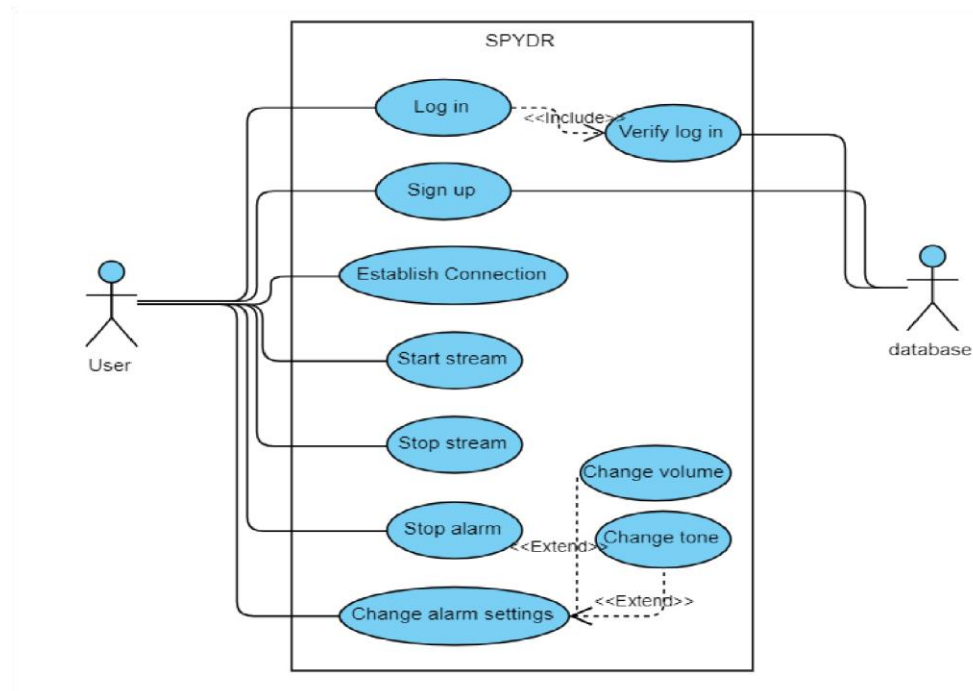 SPYDR
Log in
<<Include>>
Verify log in
Sign up
Establish Connection
User
database
Start stream
Stop stream
Change volume
Stop alarm
<<Extend>>
Change tone
<<Extend>>
Change alarm settings